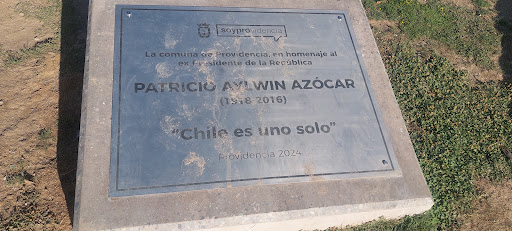 soyprovidencia
La comuna de Providencia, en homenaje al
ex Presidente de la República
PATRICIO AYLWIN AZÓCAR
(1918-2016)
"Chile es uno solo"
Providencia 2024